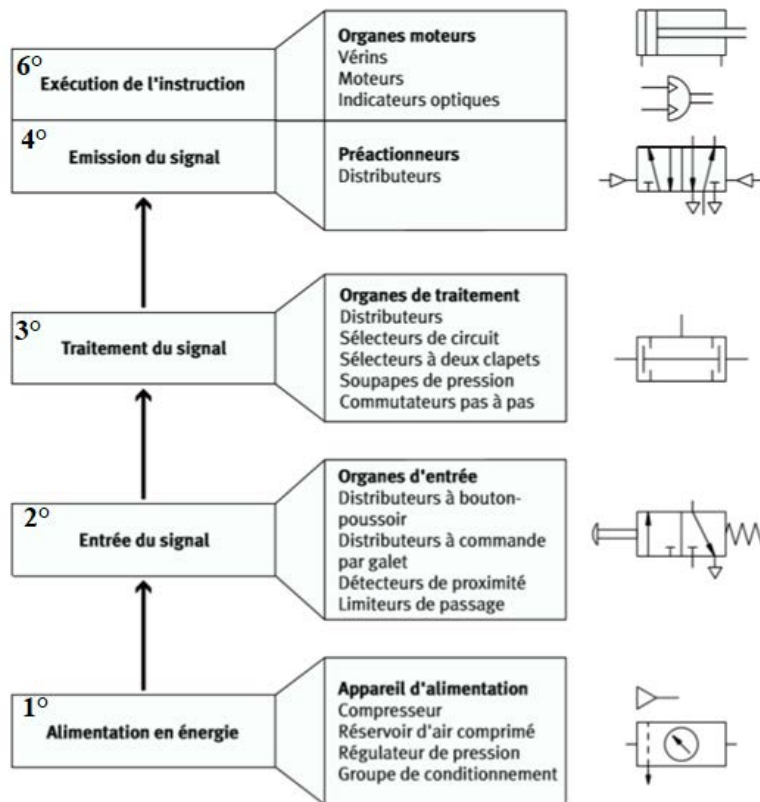 6°
Exécution de l'instruction
Organes moteurs
Vérins
Moteurs
Indicateurs optiques
4°
Emission du signal
Préactionneurs
Distributeurs
3°
Traitement du signal
Organes de traitement
Distributeurs
Sélecteurs de circuit
Sélecteurs à deux clapets
Soupapes de pression
Commutateurs pas à pas
2°
Entrée du signal
Organes d'entrée
Distributeurs à bouton-
poussoir
Distributeurs à commande
par galet
Détecteurs de proximité
Limiteurs de passage
1°
Alimentation en énergie
Appareil d'alimentation
Compresseur
Réservoir d'air comprimé
Régulateur de pression
Groupe de conditionnement